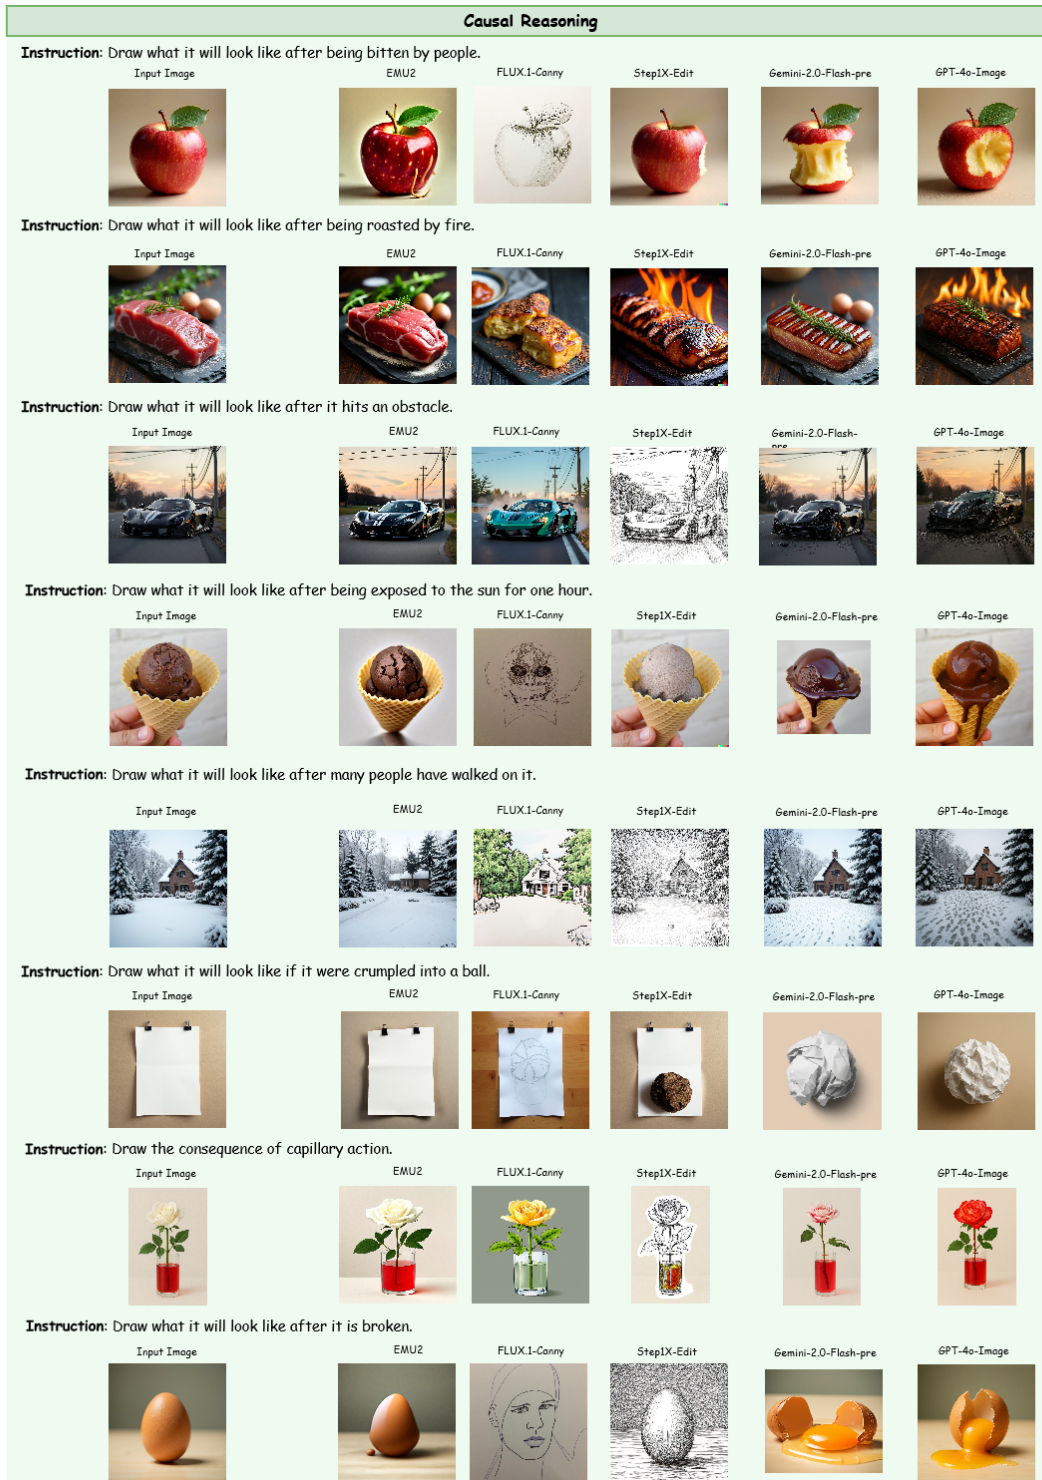 Causal Reasoning
Instruction: Draw what it will look like after being bitten by people.
Input Image EMU2 FLUX.1-Canny Step1X-Edit Gemini-2.0-Flash-pre GPT-4o-Image
Instruction: Draw what it will look like after being roasted by fire.
Input Image EMU2 FLUX.1-Canny Step1X-Edit Gemini-2.0-Flash-pre GPT-4o-Image
Instruction: Draw what it will look like after it hits an obstacle.
Input Image EMU2 FLUX.1-Canny Step1X-Edit Gemini-2.0-Flash- GPT-4o-Image
pre
Instruction: Draw what it will look like after being exposed to the sun for one hour.
Input Image EMU2 FLUX.1-Canny Step1X-Edit Gemini-2.0-Flash-pre GPT-4o-Image
Instruction: Draw what it will look like after many people have walked on it.
Input Image EMU2 FLUX.1-Canny Step1X-Edit Gemini-2.0-Flash-pre GPT-4o-Image
Instruction: Draw what it will look like if it were crumpled into a ball.
Input Image EMU2 FLUX.1-Canny Step1X-Edit Gemini-2.0-Flash-pre GPT-4o-Image
Instruction: Draw the consequence of capillary action.
Input Image EMU2 FLUX.1-Canny Step1X-Edit Gemini-2.0-Flash-pre GPT-4o-Image
Instruction: Draw what it will look like after it is broken.
Input Image EMU2 FLUX.1-Canny Step1X-Edit Gemini-2.0-Flash-pre GPT-4o-Image